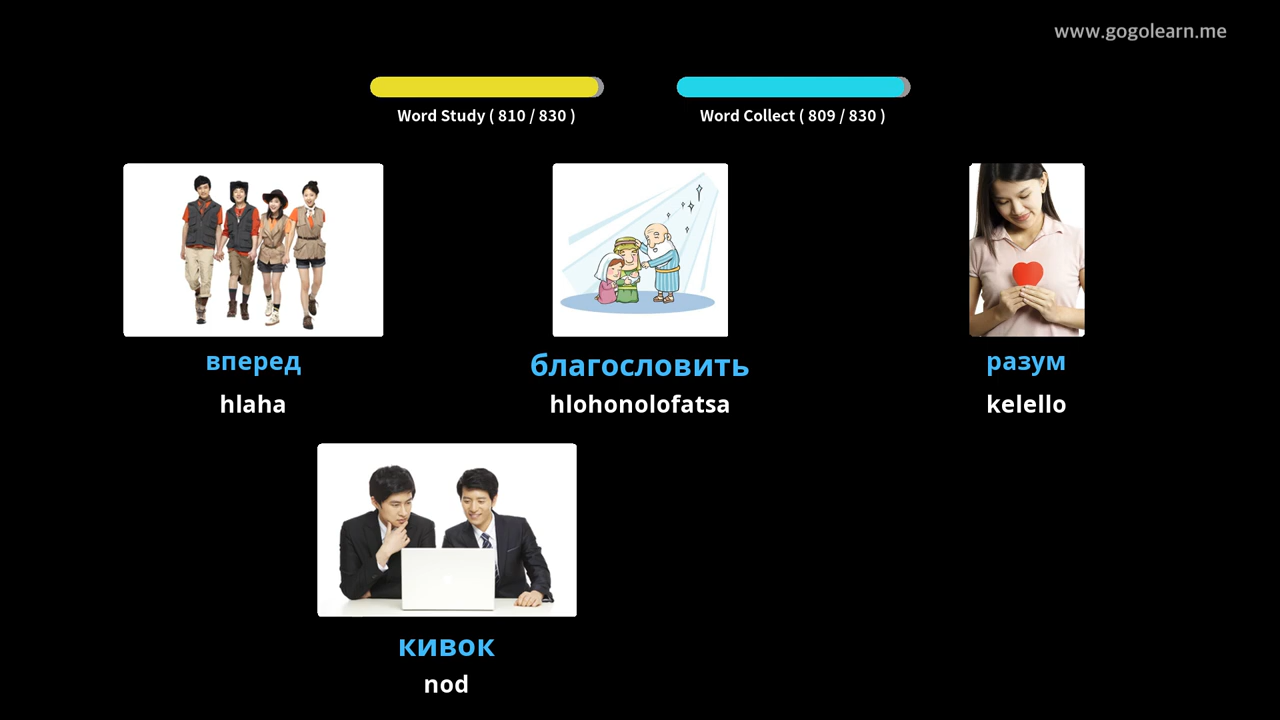 www.gogolearn.me
Word Study ( 810 / 830 )
Word Collect ( 809 / 830 )
вперед
hlaha
благословить
hlohonolofatsa
разум
kelello
кивок
nod